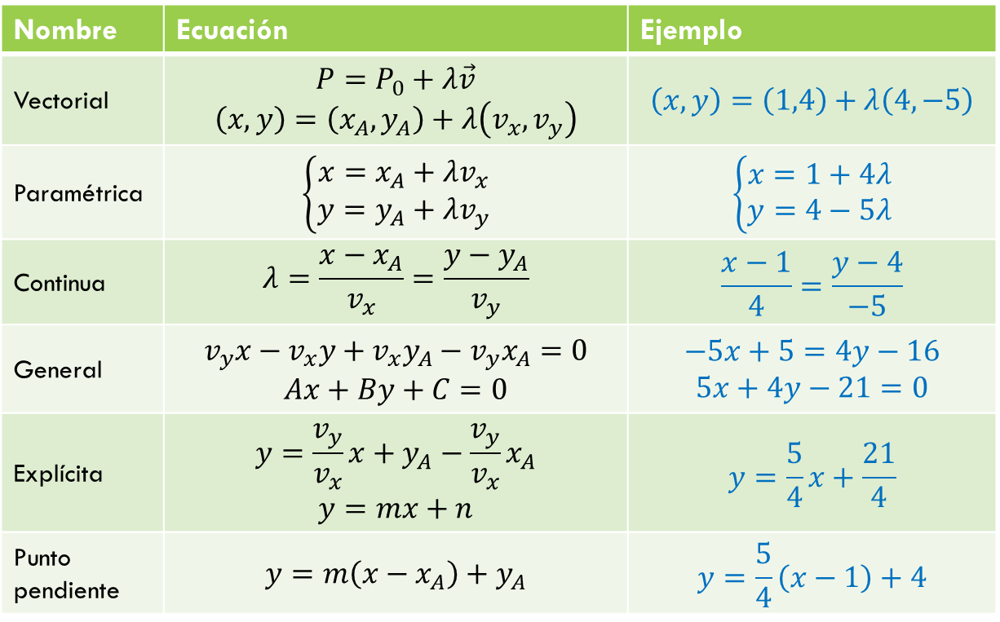 Nombre Ecuación Ejemplo
Vectorial
P = P₀ + λv⃗
(x, y) = (x_A, y_A) + λ(v_x, v_y)
(x, y) = (1,4) + λ(4, −5)
Paramétrica
{x = x_A + λv_x
y = y_A + λv_y
{x = 1 + 4λ
y = 4 − 5λ
Continua
λ = (x − x_A)/v_x = (y − y_A)/v_y
(x − 1)/4 = (y − 4)/−5
General
v_y x − v_x y + v_x y_A − v_y x_A = 0
Ax + By + C = 0
−5x + 5 = 4y − 16
5x + 4y − 21 = 0
Explícita
y = v_y/v_x x + y_A − v_y/v_x x_A
y = mx + n
y = 5/4 x + 21/4
Punto
pendiente
y = m(x − x_A) + y_A
y = 5/4 (x − 1) + 4